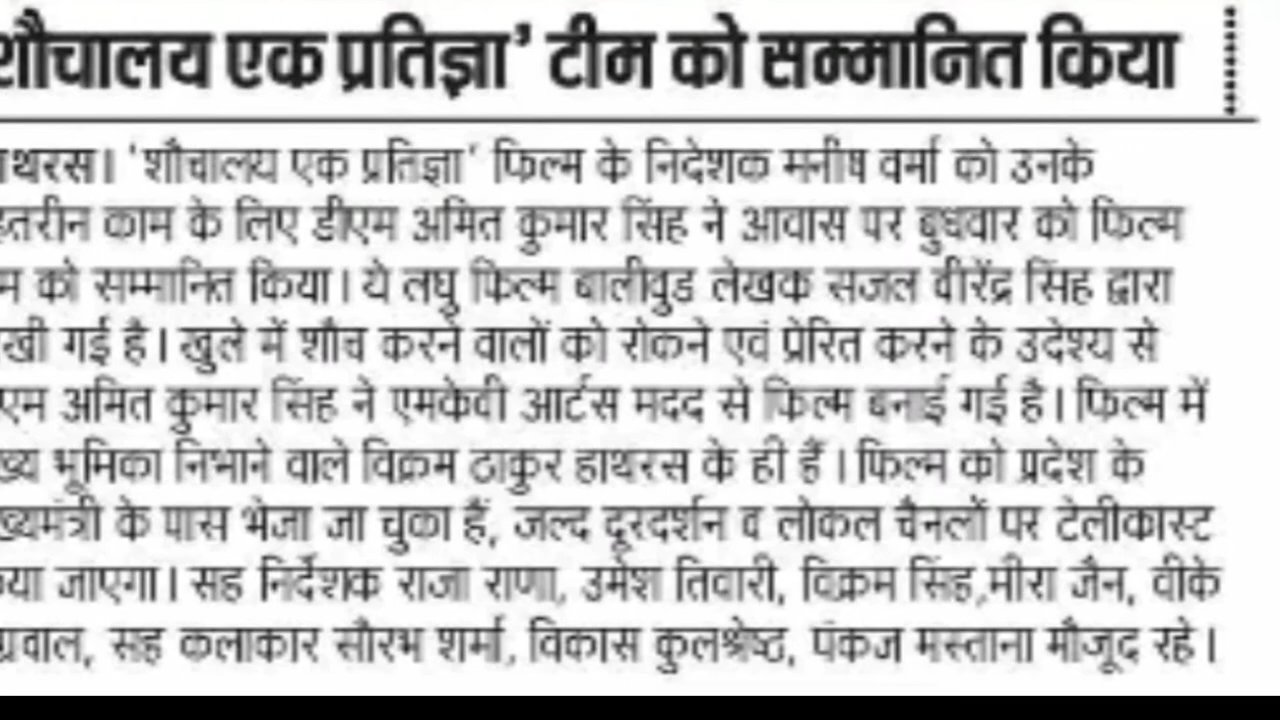 शौचालय एक प्रतिज्ञा' टीम को सम्मानित किया
थरस। 'शौचालय एक प्रतिज्ञा' फिल्म के निदेशक मनीष वर्मा को उनके
हतरीन काम के लिए डीएम अमित कुमार सिंह ने आवास पर बुधवार को फिल्म
म को सम्मानित किया। ये लघु फिल्म बालीवुड लेखक सजल वीरेंद्र सिंह द्वारा
खी गई है। खुले में शौच करने वालों को रोकने एवं प्रेरित करने के उदेश्य से
एम अमित कुमार सिंह ने एमकेवी आर्टस मदद से फिल्म बनाई गई है। फिल्म में
ख्य भूमिका निभाने वाले विक्रम ठाकुर हाथरस के ही हैं। फिल्म को प्रदेश के
ख्यमंत्री के पास भेजा जा चुका हैं, जल्द दूरदर्शन व लोकल चैनलों पर टेलीकास्ट
या जाएगा। सह निर्देशक राजा राणा, उमेश तिवारी, विक्रम सिंह,मीरा जैन, वीके
ग्रवाल, सह कलाकार सौरभ शर्मा, विकास कुलश्रेष्ठ, पंकज मस्ताना मौजूद रहे।